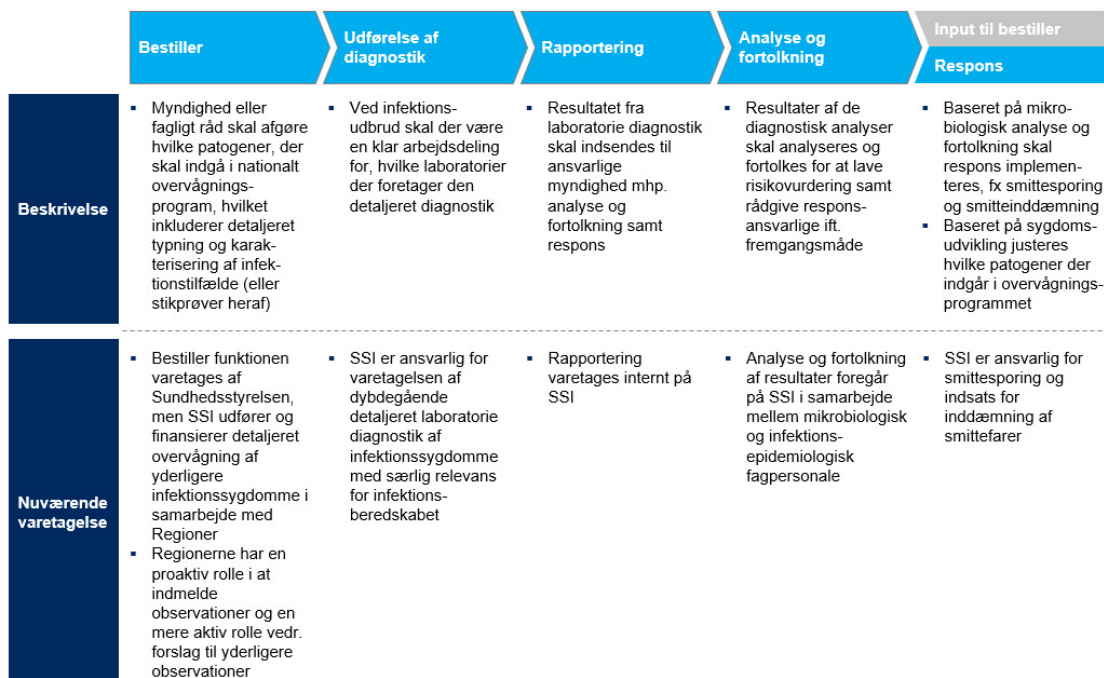 Bestiller
Udførelse af
diagnostik
Rapportering
Analyse og
fortolkning
Input til bestiller
Respons
Beskrivelse
▪ Myndighed eller
fagligt råd skal afgøre
hvilke patogener, der
skal indgå i nationalt
overvågnings-
program, hvilket
inkluderer detaljeret
typning og karak-
terisering af infek-
tionstilfælde (eller
stikprøver heraf)
▪ Ved infektions-
udbrud skal der være
en klar arbejdsdeling
for, hvilke laboratorier
der foretager den
detaljeret diagnostik
▪ Resultatet fra
laboratorie diagnostik
skal indsendes til
ansvarlige
myndighed mhp.
analyse og
fortolkning samt
respons
▪ Resultater af de
diagnostisk analyser
skal analyseres og
fortolkes for at lave
risikovurdering samt
rådgive respons-
ansvarlige ift.
fremgangsmåde
▪ Baseret på mikro-
biologisk analyse og
fortolkning skal
respons implemen-
teres, fx smittesporing
og smitteinddæmning
▪ Baseret på sygdoms-
udvikling justeres
hvilke patogener der
indgår i overvågnings-
programmet
Nuværende
varetagelse
▪ Bestiller funktionen
varetages af
Sundhedsstyrelsen,
men SSI udfører og
finansierer detaljeret
overvågning af
yderligere
infektionssygdomme i
samarbejde med
Regioner
▪ Regionerne har en
proaktiv rolle i at
indmelde
observationer og en
mere aktiv rolle vedr.
forslag til yderligere
observationer
▪ SSI er ansvarlig for
varetagelsen af
dybdegående
detaljeret laboratorie
diagnostik af
infektionssygdomme
med særlig relevans
for infektions-
beredskabet
▪ Rapportering
varetages internt på
SSI
▪ Analyse og fortolkning
af resultater foregår
på SSI i samarbejde
mellem mikrobiologisk
og infektions-
epidemiologisk
fagpersonale
▪ SSI er ansvarlig for
smittesporing og
indsats for
inddæmning af
smittefarer